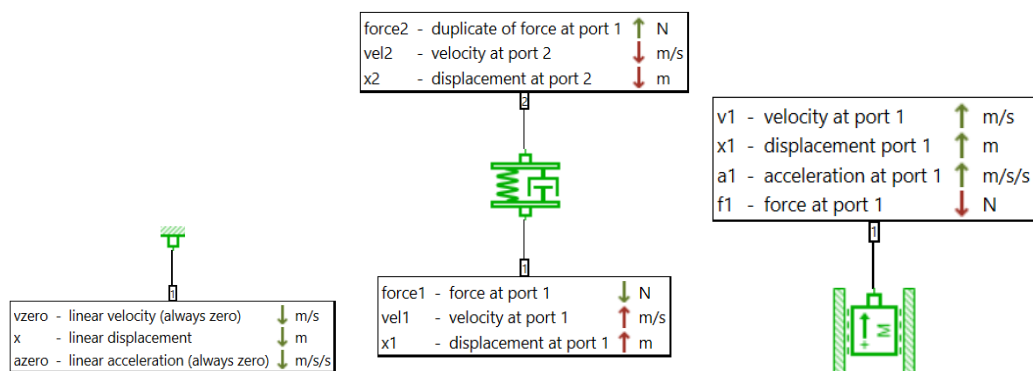 force2 - duplicate of force at port 1 N
vel2 - velocity at port 2 m/s
x2 - displacement at port 2 m
2
v1 - velocity at port 1 m/s
x1 - displacement port 1 m
a1 - acceleration at port 1 m/s/s
f1 - force at port 1 N
1
M
+
1
vzero - linear velocity (always zero) m/s
x - linear displacement m
azero - linear acceleration (always zero) m/s/s
1
force1 - force at port 1 N
vel1 - velocity at port 1 m/s
x1 - displacement at port 1 m